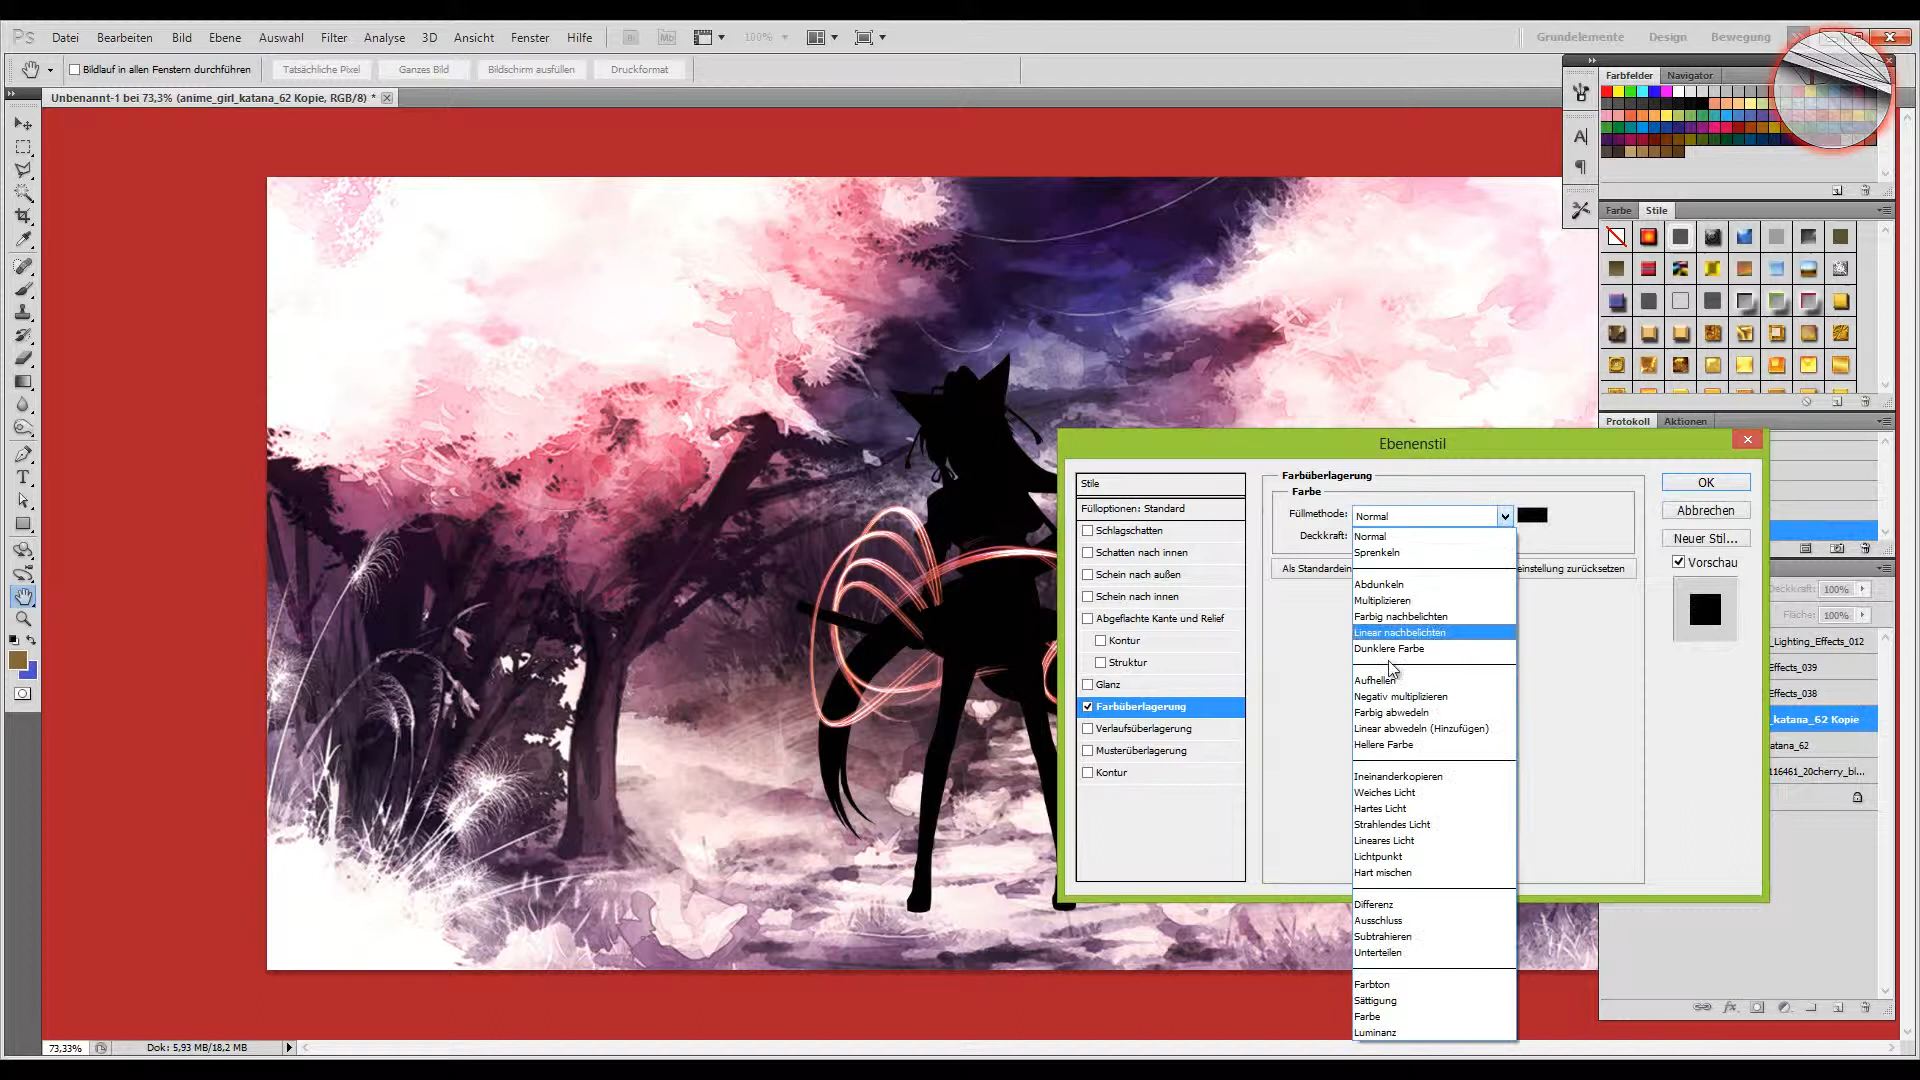 Ps Datei Bearbeiten Bild Ebene Auswahl Filter Analyse 3D Ansicht Fenster Hilfe Br Mb 100% Grundelemente Design Bewegung
Bildlauf in allen Fenstern durchführen Tatsächliche Pixel Ganzes Bild Bildschirm ausfüllen Druckformat
Farbfelder Navigator
Unbenannt-1 bei 73,3% (anime_girl_katana_62 Kopie, RGB/8) *
Farbe Stile
Protokoll Aktionen
Ebenenstil
Stile
Fülloptionen: Standard
Schlagschatten
Schatten nach innen
Schein nach außen
Schein nach innen
Abgeflachte Kante und Relief
Kontur
Struktur
Glanz
Farbüberlagerung
Verlaufsüberlagerung
Musterüberlagerung
Kontur
Farbüberlagerung
Farbe
Füllmethode: Normal
Deckkraft:
Als Standardein
einstellung zurücksetzen
Normal
Sprenkeln
Abdunkeln
Multiplizieren
Farbig nachbelichten
Linear nachbelichten
Dunklere Farbe
Aufhellen
Negativ multiplizieren
Farbig abwedeln
Linear abwedeln (Hinzufügen)
Hellere Farbe
Ineinanderkopieren
Weiches Licht
Hartes Licht
Strahlendes Licht
Lineares Licht
Lichtpunkt
Hart mischen
Differenz
Ausschluss
Subtrahieren
Unterteilen
Farbton
Sättigung
Farbe
Luminanz
OK
Abbrechen
Neuer Stil...
Vorschau
Deckkraft: 100%
Fläche: 100%
_Lighting_Effects_012
Effects_039
Effects_038
_katana_62 Kopie
atana_62
116461_20cherry_bl...
73,33% Dok: 5,93 MB/18,2 MB